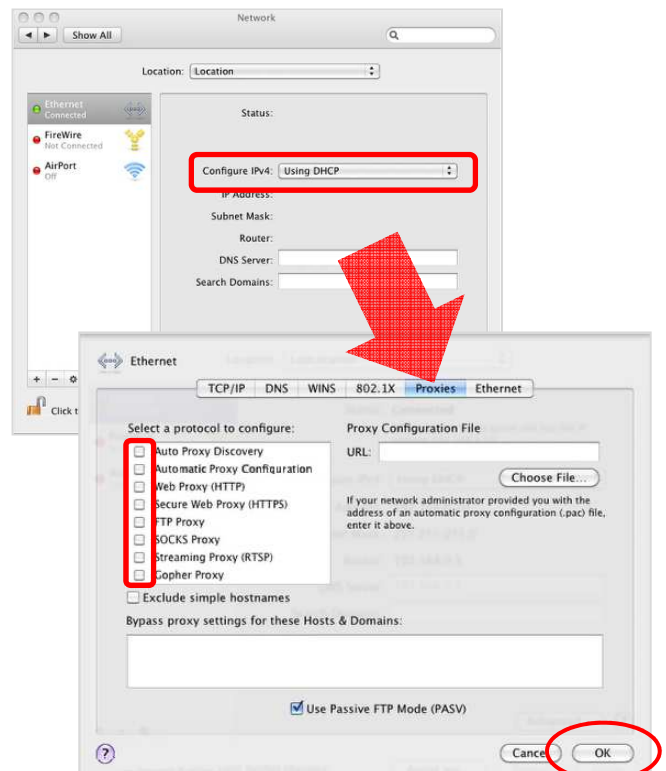 Network
Show All
Location: Location
Ethernet
Connected
FireWire
Not Connected
AirPort
Off
Status:
Configure IPv4: Using DHCP
IP Address:
Subnet Mask:
Router:
DNS Server:
Search Domains:
Click t
Ethernet
TCP/IP DNS WINS 802.1X Proxies Ethernet
Select a protocol to configure:
Auto Proxy Discovery
Automatic Proxy Configuration
Web Proxy (HTTP)
Secure Web Proxy (HTTPS)
FTP Proxy
SOCKS Proxy
Streaming Proxy (RTSP)
Gopher Proxy
Proxy Configuration File
URL:
Choose File...
If your network administrator provided you with the
address of an automatic proxy configuration (.pac) file,
enter it above.
Exclude simple hostnames
Bypass proxy settings for these Hosts & Domains:
Use Passive FTP Mode (PASV)
? Cancel OK